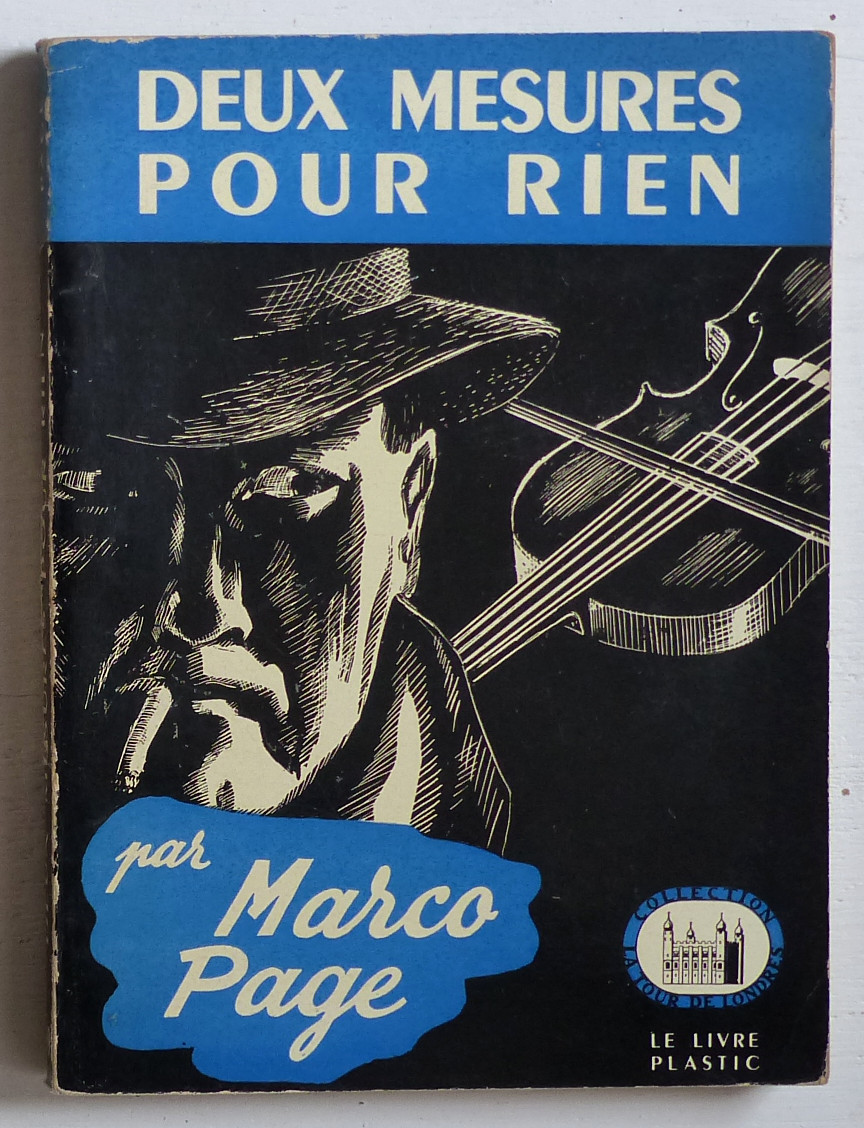 DEUX MESURES
POUR RIEN
par
Marco
Page
COLLECTION
LA TOUR DE LONDRES
LE LIVRE
PLASTIC